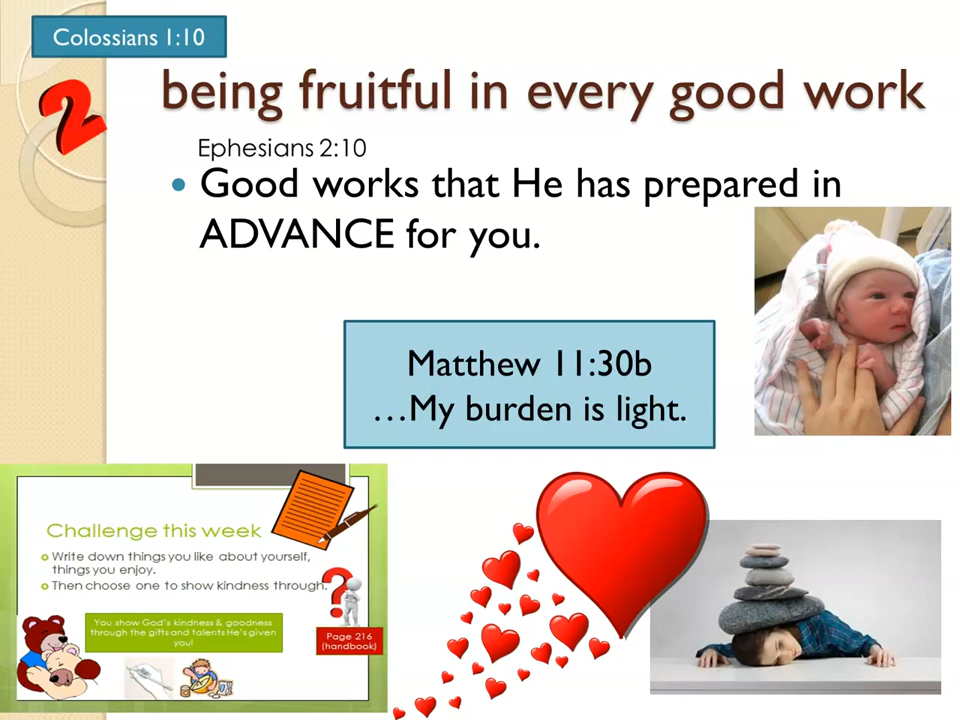 Colossians 1:10
2
being fruitful in every good work
Ephesians 2:10
• Good works that He has prepared in
ADVANCE for you.
Matthew 11:30b
…My burden is light.
Challenge this week
Write down things you like about yourself,
things you enjoy.
Then choose one to show kindness through.
?
You show God's kindness & goodness
through the gifts and talents He's given
you!
Page 216
(handbook)